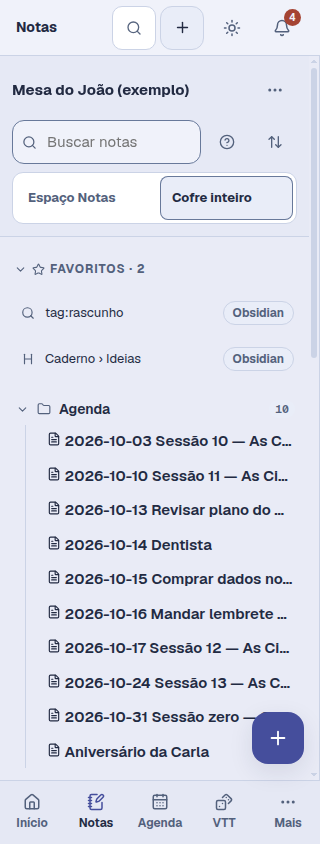 Notas
4
Mesa do João (exemplo)
Buscar notas
Espaço Notas
Cofre inteiro
FAVORITOS · 2
tag:rascunho
Obsidian
Caderno › Ideias
Obsidian
Agenda
10
2026-10-03 Sessão 10 — As C...
2026-10-10 Sessão 11 — As Ci...
2026-10-13 Revisar plano do ...
2026-10-14 Dentista
2026-10-15 Comprar dados no...
2026-10-16 Mandar lembrete ...
2026-10-17 Sessão 12 — As Ci...
2026-10-24 Sessão 13 — As C...
2026-10-31 Sessão zero —
Aniversário da Carla
Início
Notas
Agenda
VTT
Mais